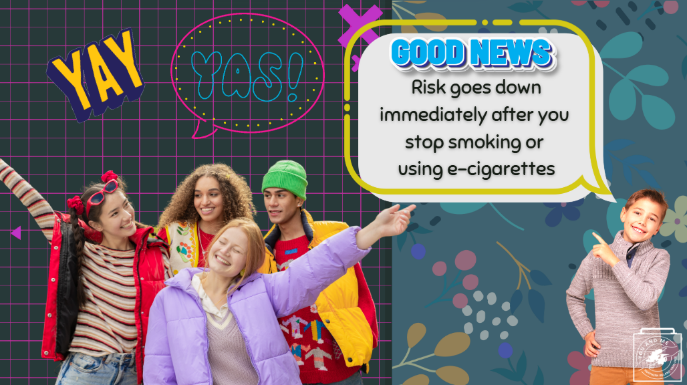 YAY
YAS!
GOOD NEWS
Risk goes down
immediately after you
stop smoking or
using e-cigarettes